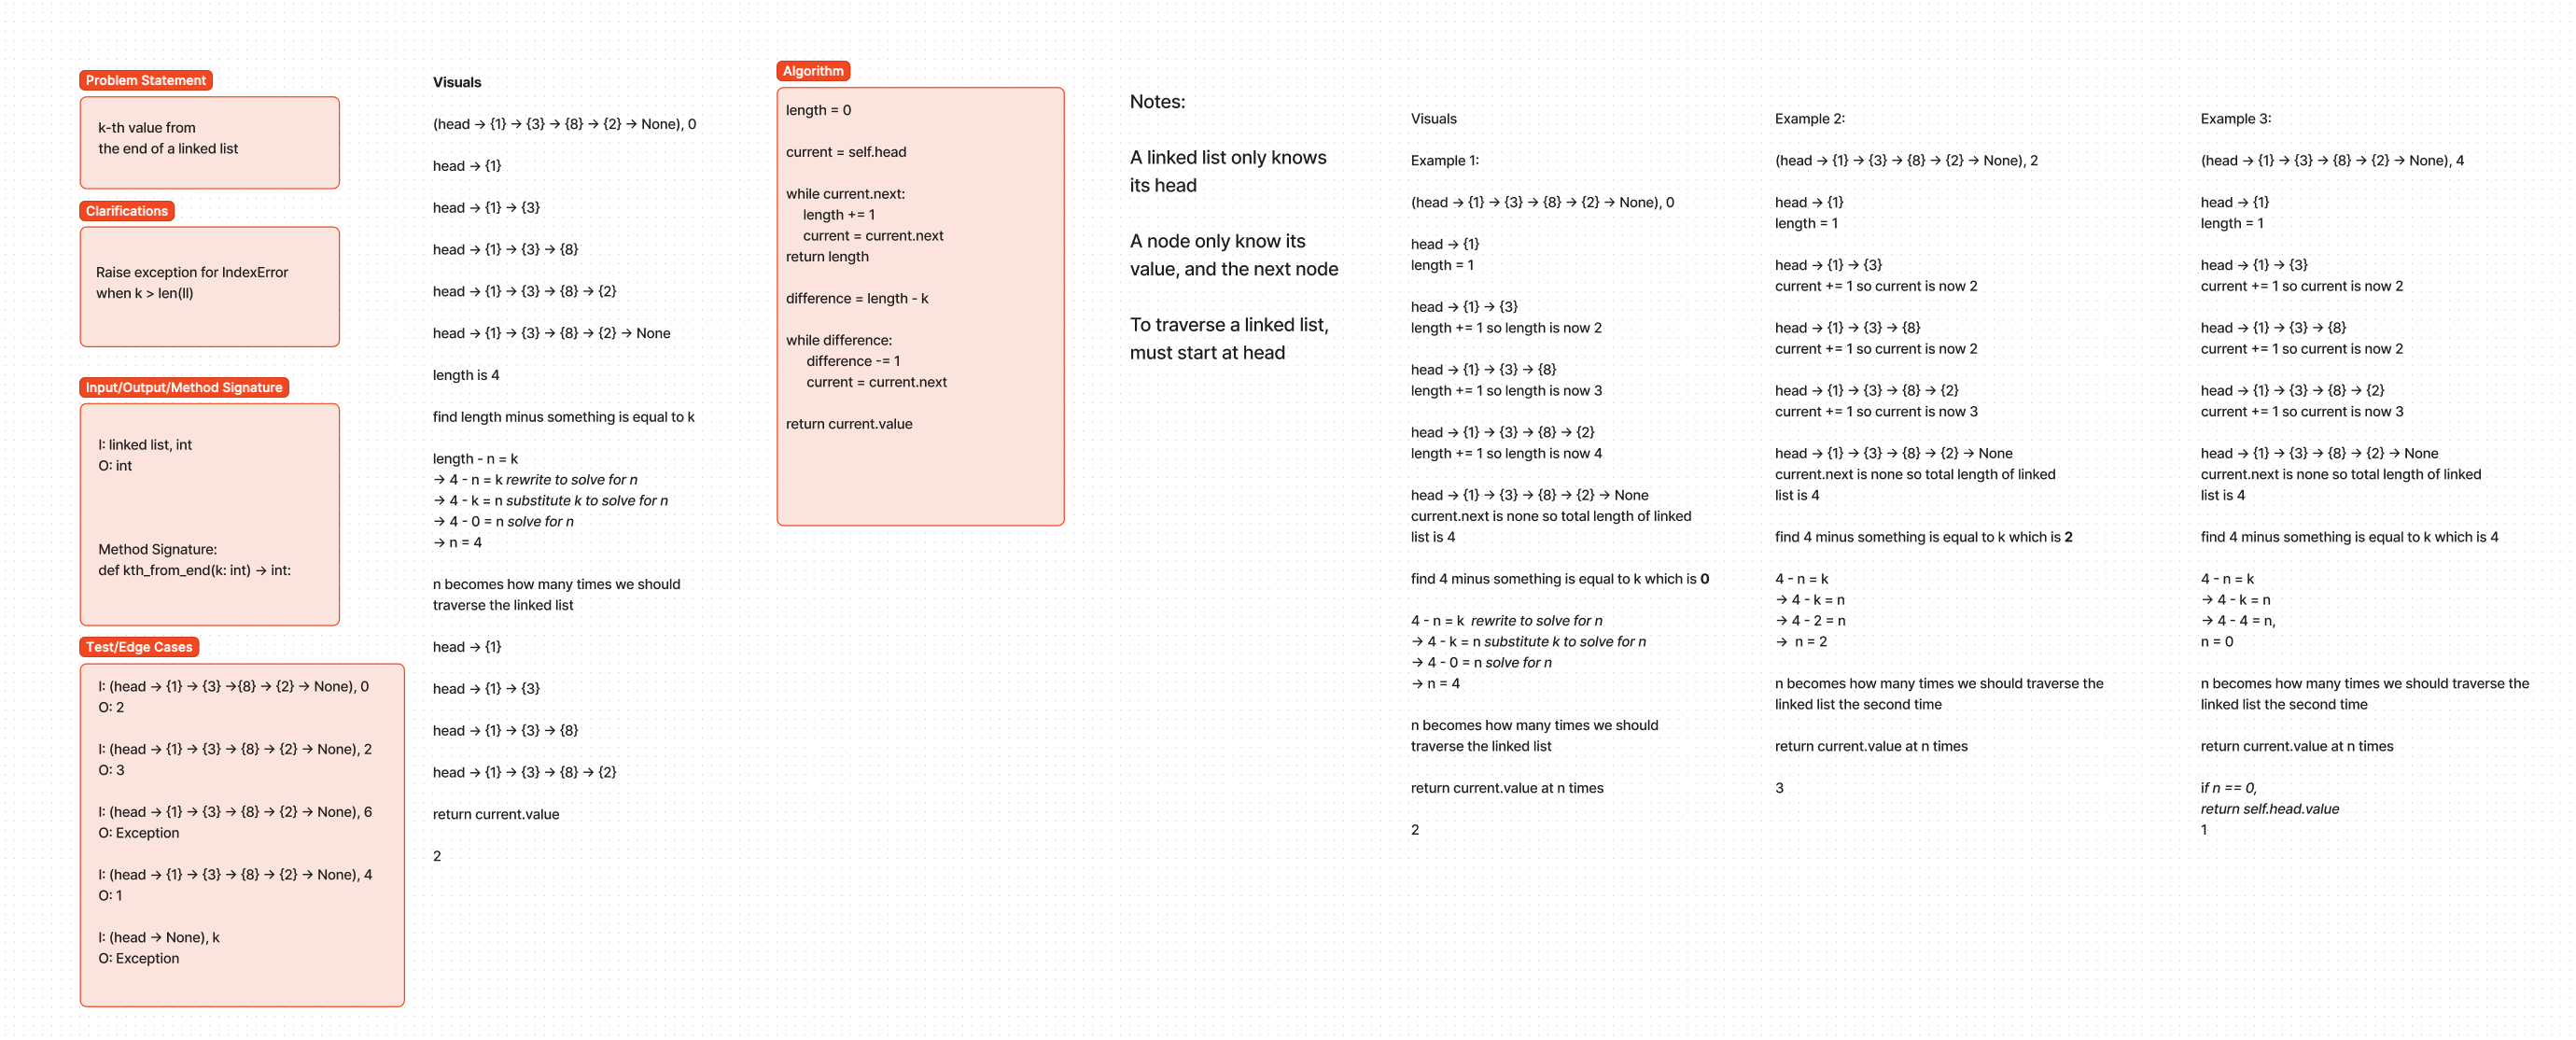 Problem Statement
k-th value from
the end of a linked list
Clarifications
Raise exception for IndexError
when k > len(ll)
Input/Output/Method Signature
I: linked list, int
O: int
Method Signature:
def kth_from_end(k: int) → int:
Test/Edge Cases
I: (head → {1} → {3} →{8} → {2} → None), 0
O: 2
I: (head → {1} → {3} → {8} → {2} → None), 2
O: 3
I: (head → {1} → {3} → {8} → {2} → None), 6
O: Exception
I: (head → {1} → {3} → {8} → {2} → None), 4
O: 1
I: (head → None), k
O: Exception
Visuals
(head → {1} → {3} → {8} → {2} → None), 0
head → {1}
head → {1} → {3}
head → {1} → {3} → {8}
head → {1} → {3} → {8} → {2}
head → {1} → {3} → {8} → {2} → None
length is 4
find length minus something is equal to k
length - n = k
→ 4 - n = k rewrite to solve for n
→ 4 - k = n substitute k to solve for n
→ 4 - 0 = n solve for n
→ n = 4
n becomes how many times we should
traverse the linked list
head → {1}
head → {1} → {3}
head → {1} → {3} → {8}
head → {1} → {3} → {8} → {2}
return current.value
2
Algorithm
length = 0
current = self.head
while current.next:
length += 1
current = current.next
return length
difference = length - k
while difference:
difference -= 1
current = current.next
return current.value
Notes:
A linked list only knows
its head
A node only know its
value, and the next node
To traverse a linked list,
must start at head
Visuals
Example 1:
(head → {1} → {3} → {8} → {2} → None), 0
head → {1}
length = 1
head → {1} → {3}
length += 1 so length is now 2
head → {1} → {3} → {8}
length += 1 so length is now 3
head → {1} → {3} → {8} → {2}
length += 1 so length is now 4
head → {1} → {3} → {8} → {2} → None
current.next is none so total length of linked
list is 4
find 4 minus something is equal to k which is 0
4 - n = k rewrite to solve for n
→ 4 - k = n substitute k to solve for n
→ 4 - 0 = n solve for n
→ n = 4
n becomes how many times we should
traverse the linked list
return current.value at n times
2
Example 2:
(head → {1} → {3} → {8} → {2} → None), 2
head → {1}
length = 1
head → {1} → {3}
current += 1 so current is now 2
head → {1} → {3} → {8}
current += 1 so current is now 2
head → {1} → {3} → {8} → {2}
current += 1 so current is now 3
head → {1} → {3} → {8} → {2} → None
current.next is none so total length of linked
list is 4
find 4 minus something is equal to k which is 2
4 - n = k
→ 4 - k = n
→ 4 - 2 = n
→ n = 2
n becomes how many times we should traverse the
linked list the second time
return current.value at n times
3
Example 3:
(head → {1} → {3} → {8} → {2} → None), 4
head → {1}
length = 1
head → {1} → {3}
current += 1 so current is now 2
head → {1} → {3} → {8}
current += 1 so current is now 2
head → {1} → {3} → {8} → {2}
current += 1 so current is now 3
head → {1} → {3} → {8} → {2} → None
current.next is none so total length of linked
list is 4
find 4 minus something is equal to k which is 4
4 - n = k
→ 4 - k = n
→ 4 - 4 = n,
n = 0
n becomes how many times we should traverse the
linked list the second time
return current.value at n times
if n == 0,
return self.head.value
1